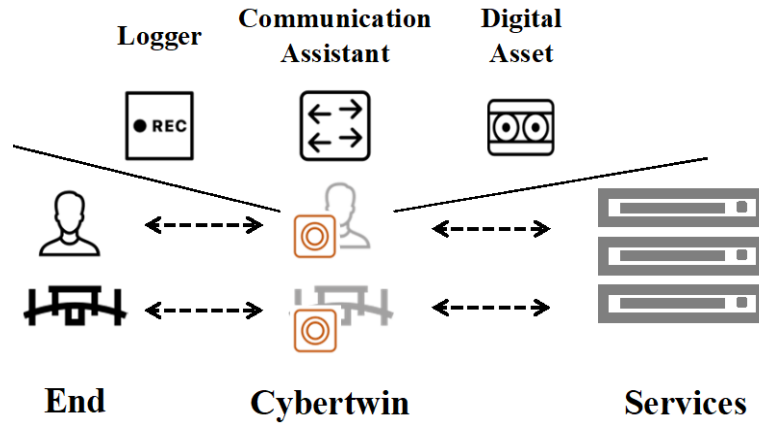 Logger
Communication
Assistant
Digital
Asset
REC
End
Cybertwin
Services